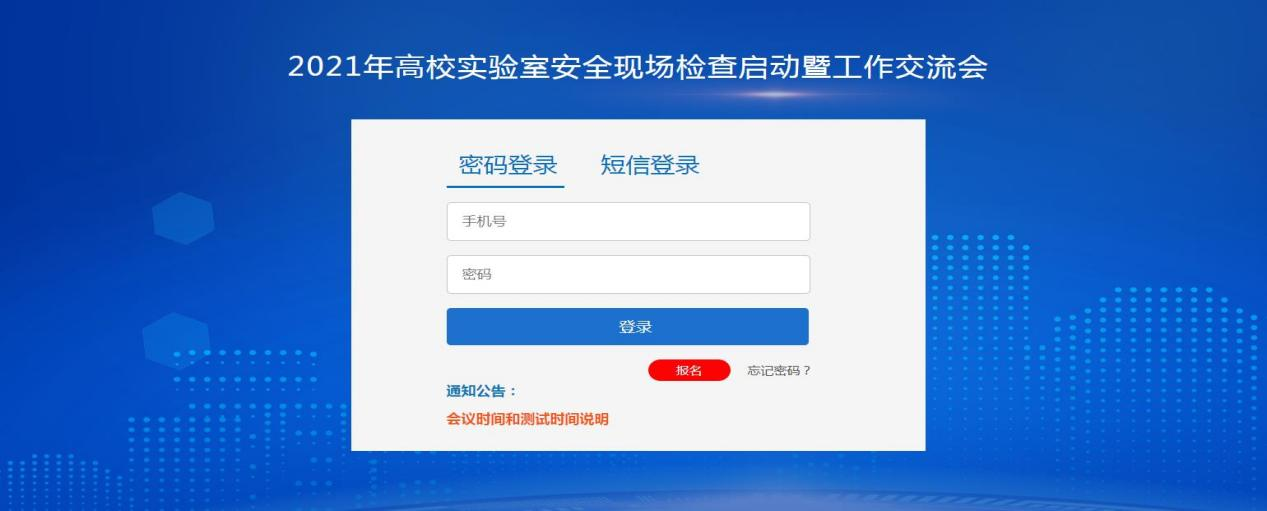 2021年高校实验室安全现场检查启动暨工作交流会
密码登录 短信登录
手机号
密码
登录
报名 忘记密码？
通知公告：
会议时间和测试时间说明